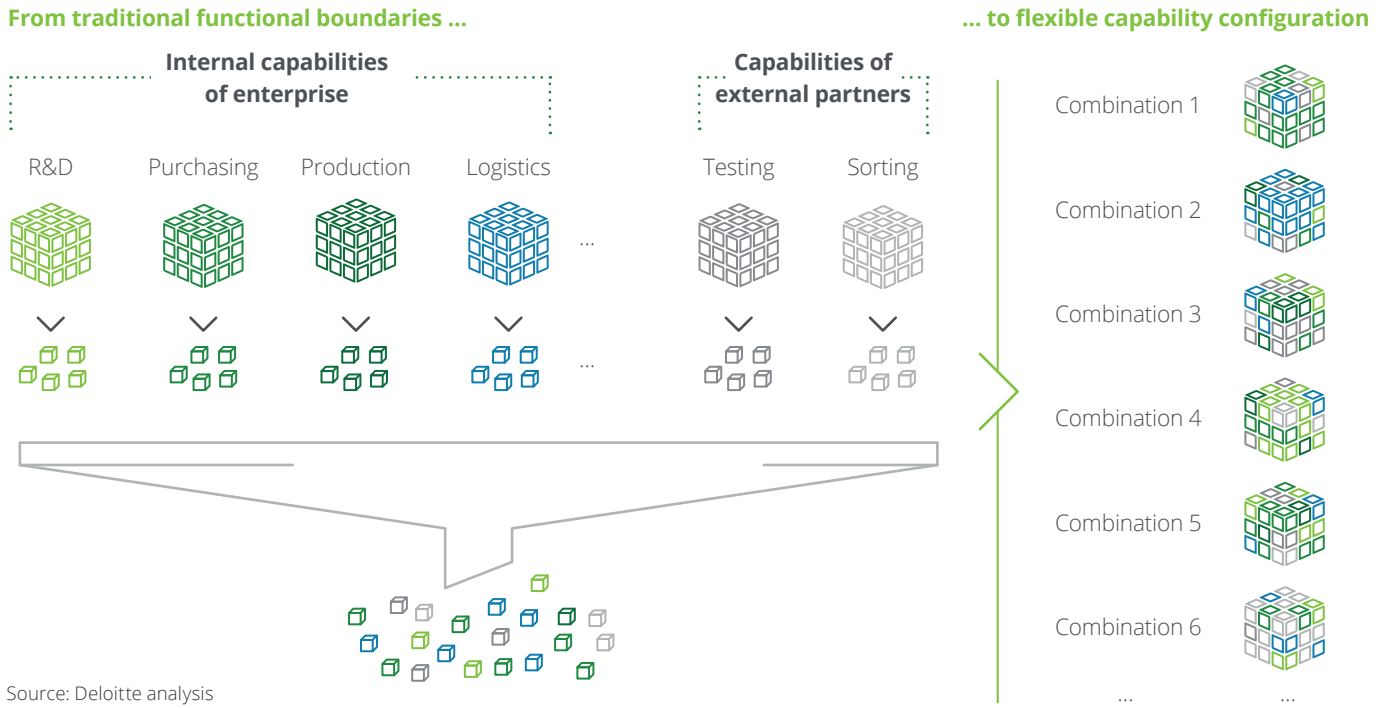 From traditional functional boundaries ...
... to flexible capability configuration
Internal capabilities
of enterprise
Capabilities of
external partners
R&D
Purchasing
Production
Logistics
Testing
Sorting
...
...
Combination 1
Combination 2
Combination 3
Combination 4
Combination 5
Combination 6
...
...
Source: Deloitte analysis